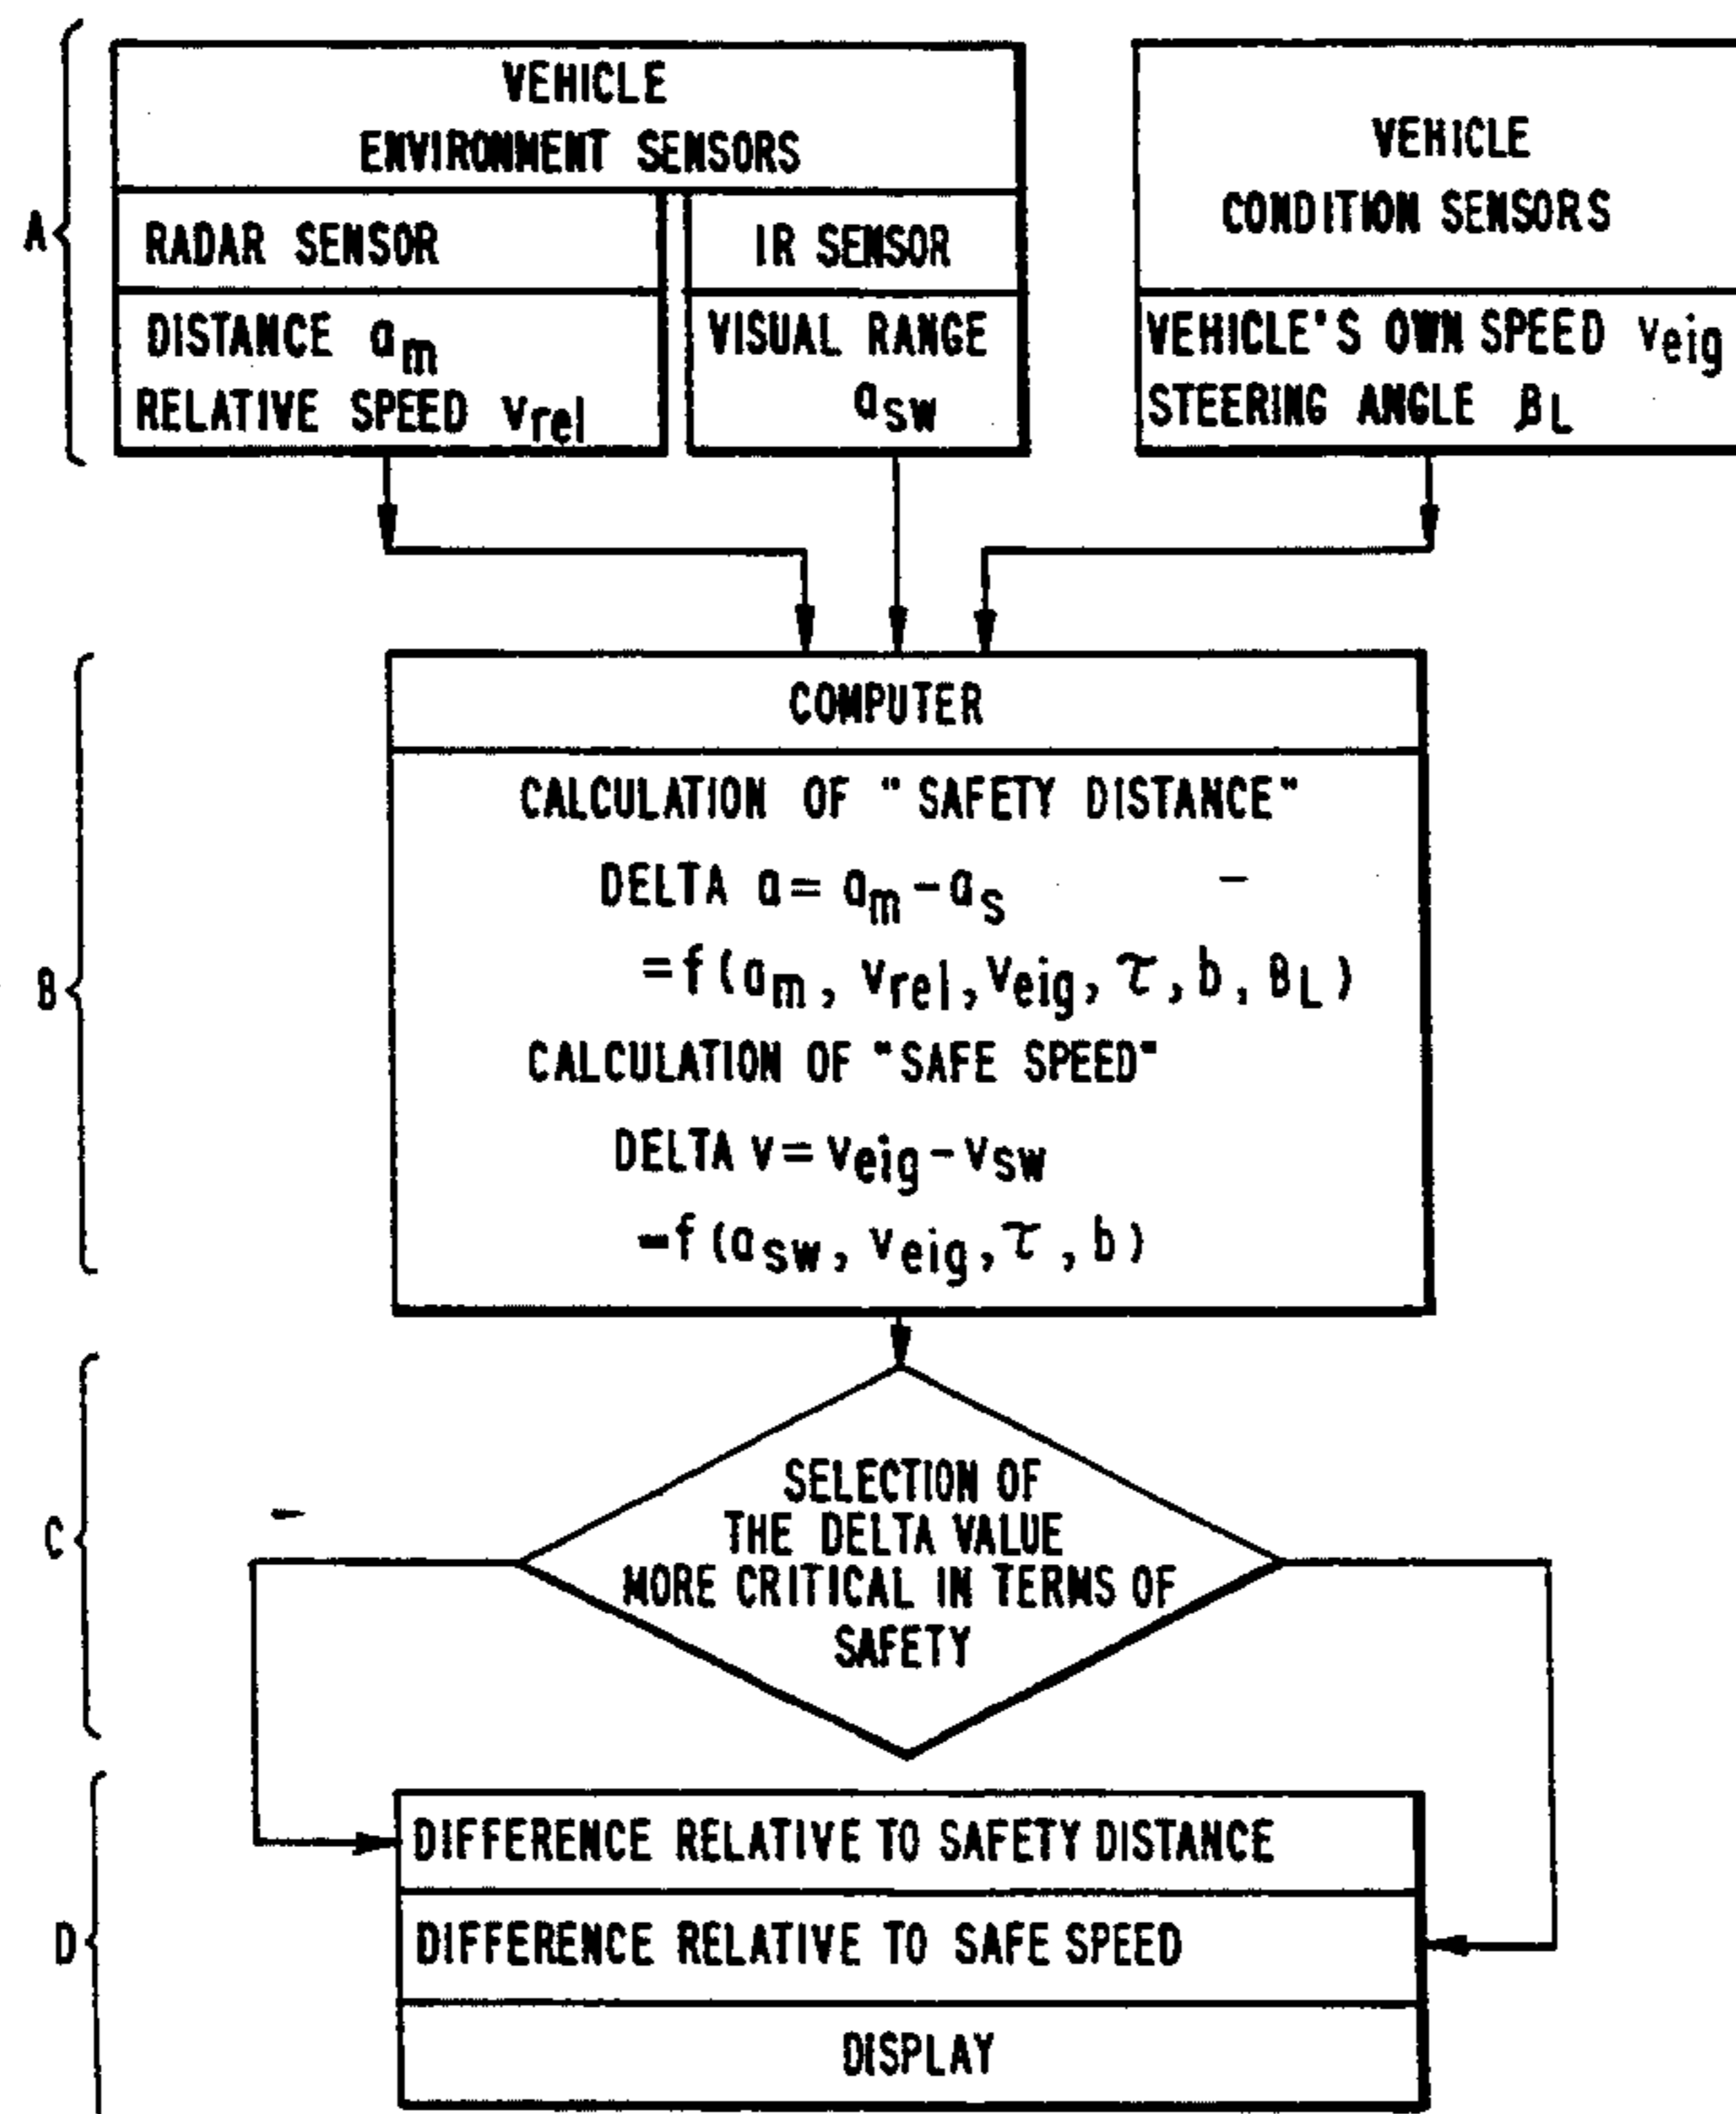 A
VEHICLE
ENVIRONMENT SENSORS
RADAR SENSOR
IR SENSOR
DISTANCE a_m
RELATIVE SPEED v_rel
VISUAL RANGE
a_sw
VEHICLE
CONDITION SENSORS
VEHICLE'S OWN SPEED v_eig
STEERING ANGLE β_L
B
COMPUTER
CALCULATION OF "SAFETY DISTANCE"
DELTA a = a_m - a_s
= f (a_m, v_rel, v_eig, τ, b, β_L)
CALCULATION OF "SAFE SPEED"
DELTA v = v_eig - v_sw
= f (a_sw, v_eig, τ, b)
C
SELECTION OF
THE DELTA VALUE
MORE CRITICAL IN TERMS OF
SAFETY
D
DIFFERENCE RELATIVE TO SAFETY DISTANCE
DIFFERENCE RELATIVE TO SAFE SPEED
DISPLAY